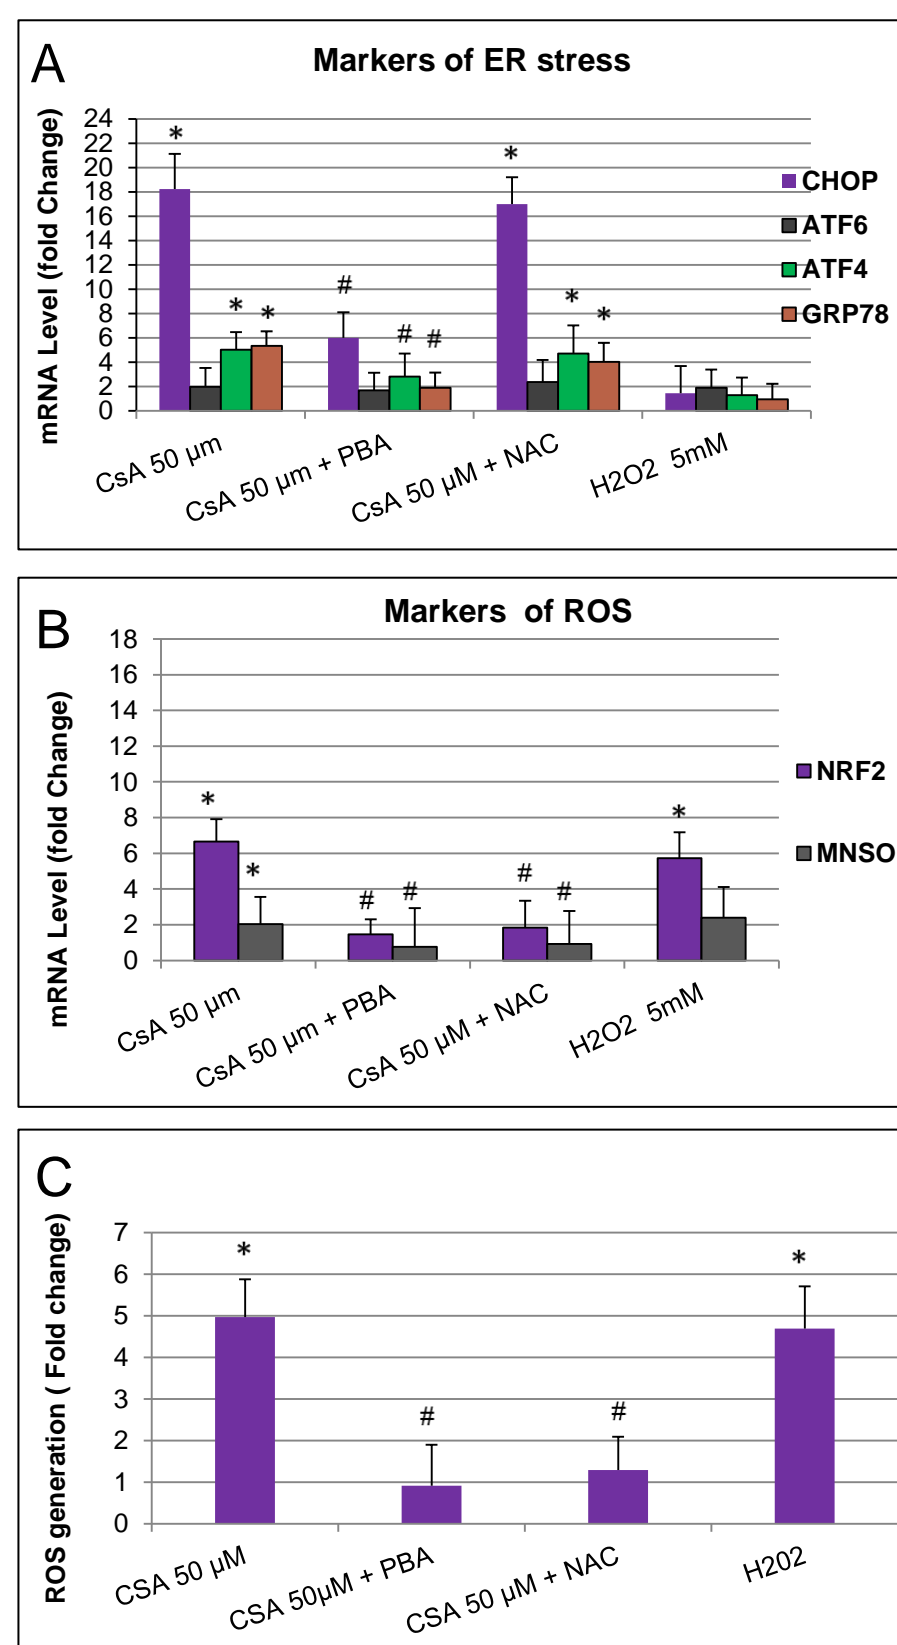 A
Markers of ER stress
mRNA Level (fold Change)
24
22
20
18
16
14
12
10
8
6
4
2
0
*
*
*
#
#
#
*
*
*
CHOP
ATF6
ATF4
GRP78
CsA 50 µm
CsA 50 µm + PBA
CsA 50 µM + NAC
H2O2 5mM
B
Markers of ROS
mRNA Level (fold Change)
18
16
14
12
10
8
6
4
2
0
*
*
#
#
#
#
*
NRF2
MNSO
CsA 50 µm
CsA 50 µm + PBA
CsA 50 µM + NAC
H2O2 5mM
C
ROS generation ( Fold change)
7
6
5
4
3
2
1
0
*
#
#
*
CSA 50 µM
CSA 50µM + PBA
CSA 50 µM + NAC
H202